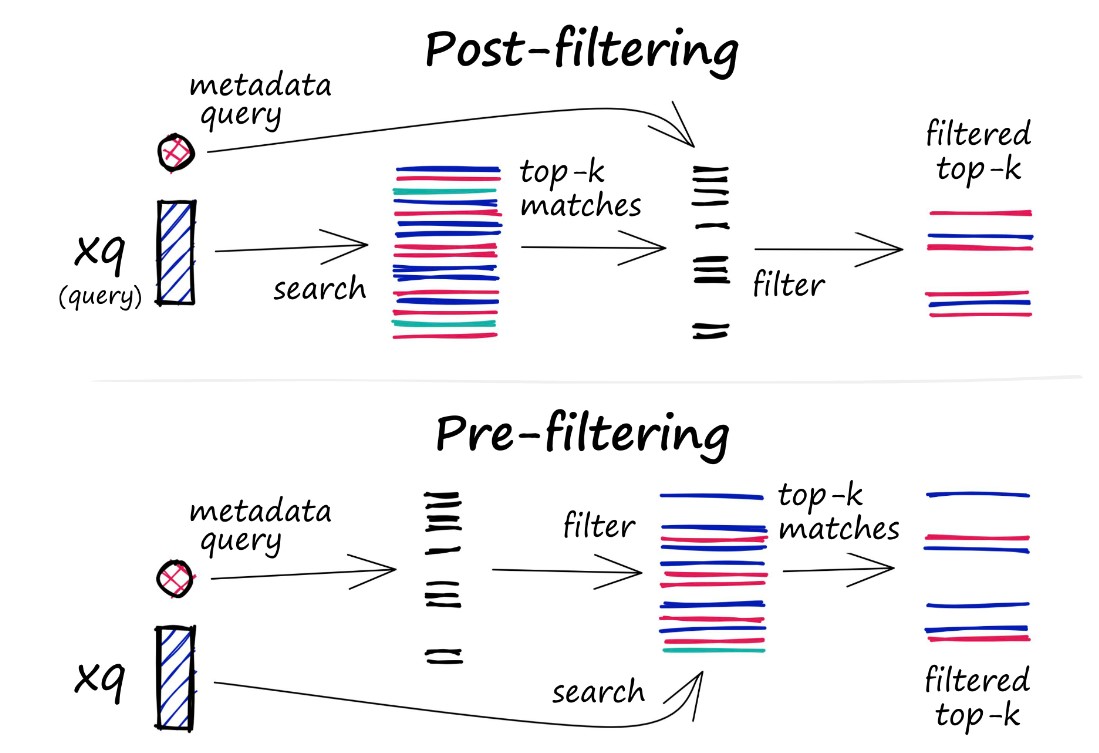 Post-filtering
metadata
query
xq
(query)
search
top-k
matches
filter
filtered
top-k
Pre-filtering
metadata
query
xq
filter
search
top-k
matches
filtered
top-k